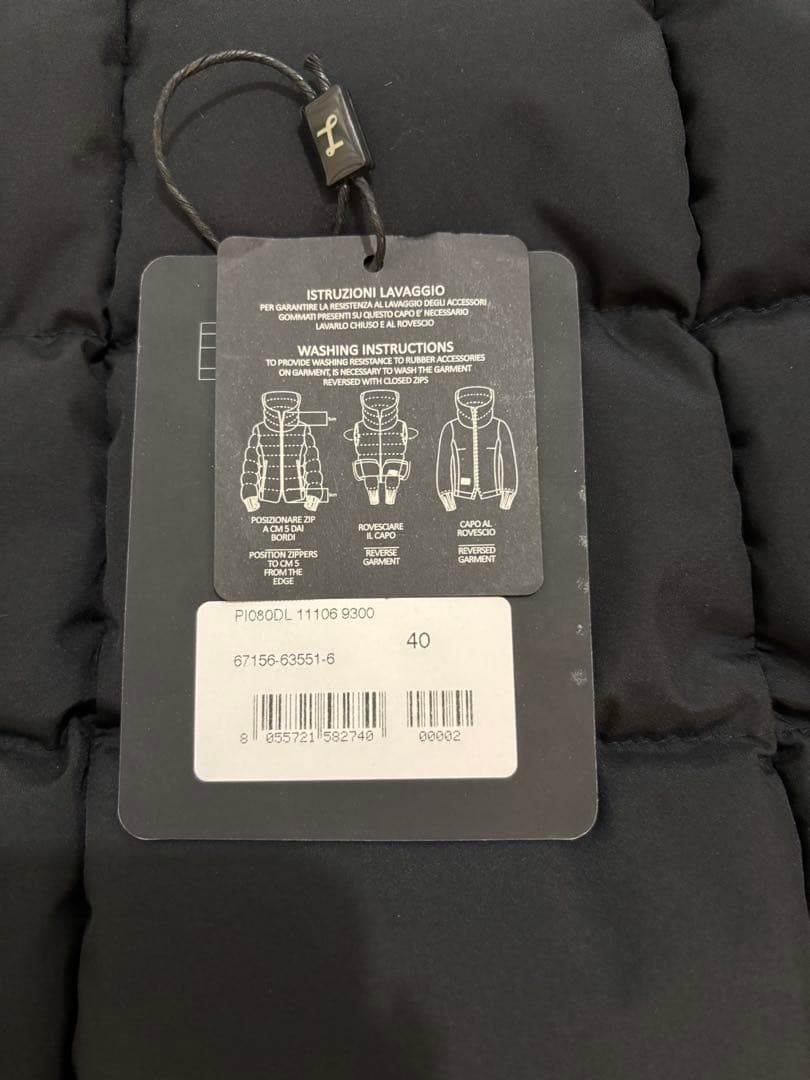 ISTRUZIONI LAVAGGIO
PER GARANTIRE LA RESISTENZA AL LAVAGGIO DEGLI ACCESSORI
GOMMATI PRESENTI SU QUESTO CAPO E' NECESSARIO
LAVARLO CHIUSO E AL ROVESCIO
WASHING INSTRUCTIONS
TO PROVIDE WASHING RESISTANCE TO RUBBER ACCESSORIES
ON GARMENT, IS NECESSARY TO WASH THE GARMENT
REVERSED WITH CLOSED ZIPS
5cm
5cm
POSIZIONARE ZIP
A CM 5 DAI
BORDI
POSITION ZIPPERS
TO CM 5
FROM THE
EDGE
ROVESCIARE
IL CAPO
REVERSE
GARMENT
CAPO AL
ROVESCIO
REVERSED
GARMENT
PI080DL 11106 9300
40
67156-63551-6
8 055721 582740 00002